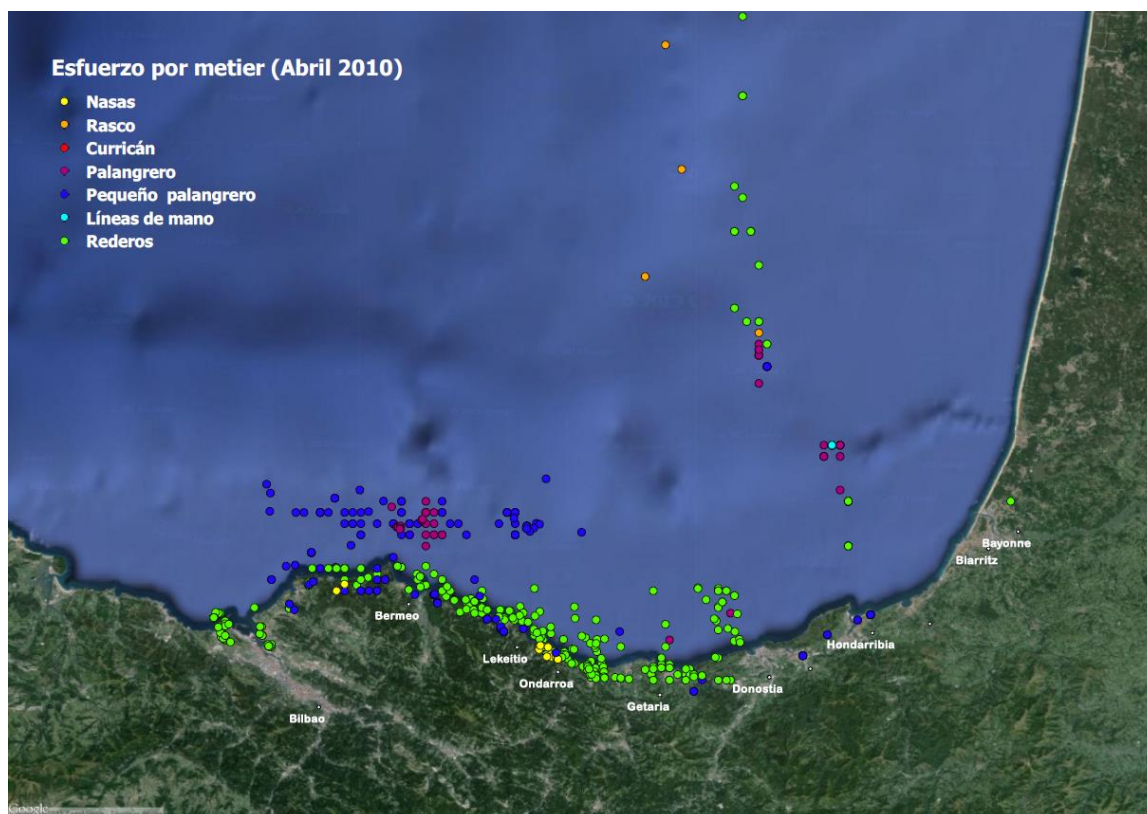 Esfuerzo por metier (Abril 2010)
Nasas
Rasco
Curricán
Palangrero
Pequeño palangrero
Líneas de mano
Rederos
Bayonne
Biarritz
Bermeo
Hondarribia
Lekeitio
Ondarroa
Donostia
Getaria
Bilbao
Google